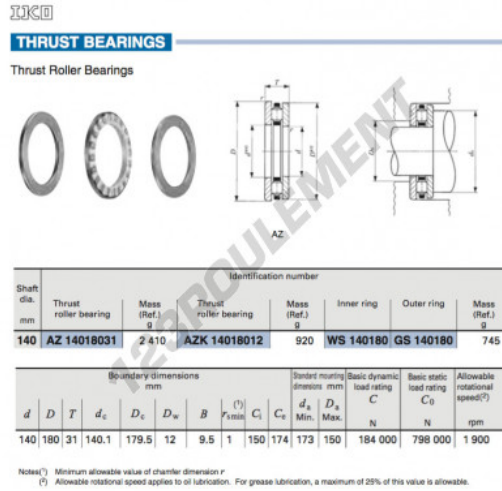 IKO
THRUST BEARINGS
Thrust Roller Bearings
T
r
D
d
AZ
123ROULEMENT
Identification number
Shaft dia. mm | Thrust roller bearing | Mass (Ref.) g | Thrust roller bearing | Mass (Ref.) g | Inner ring | Outer ring | Mass (Ref.) g
140 | AZ 14018031 | 2 410 | AZK 14018012 | 920 | WS 140180 | GS 140180 | 745
Boundary dimensions mm | Standard mounting dimensions mm | Basic dynamic load rating C N | Basic static load rating C0 N | Allowable rotational speed(2) rpm
d | D | T | dc | Dc | Dw | B | rs min(1) | Ci | Ce | da Min. | Da Max.
140 | 180 | 31 | 140.1 | 179.5 | 12 | 9.5 | 1 | 150 | 174 | 173 | 155 | 184 000 | 798 000 | 1 900
Notes(1) Minimum allowable value of chamfer dimension r
(2) Allowable rotational speed applies to oil lubrication. For grease lubrication, a maximum of 25% of this value is allowable.